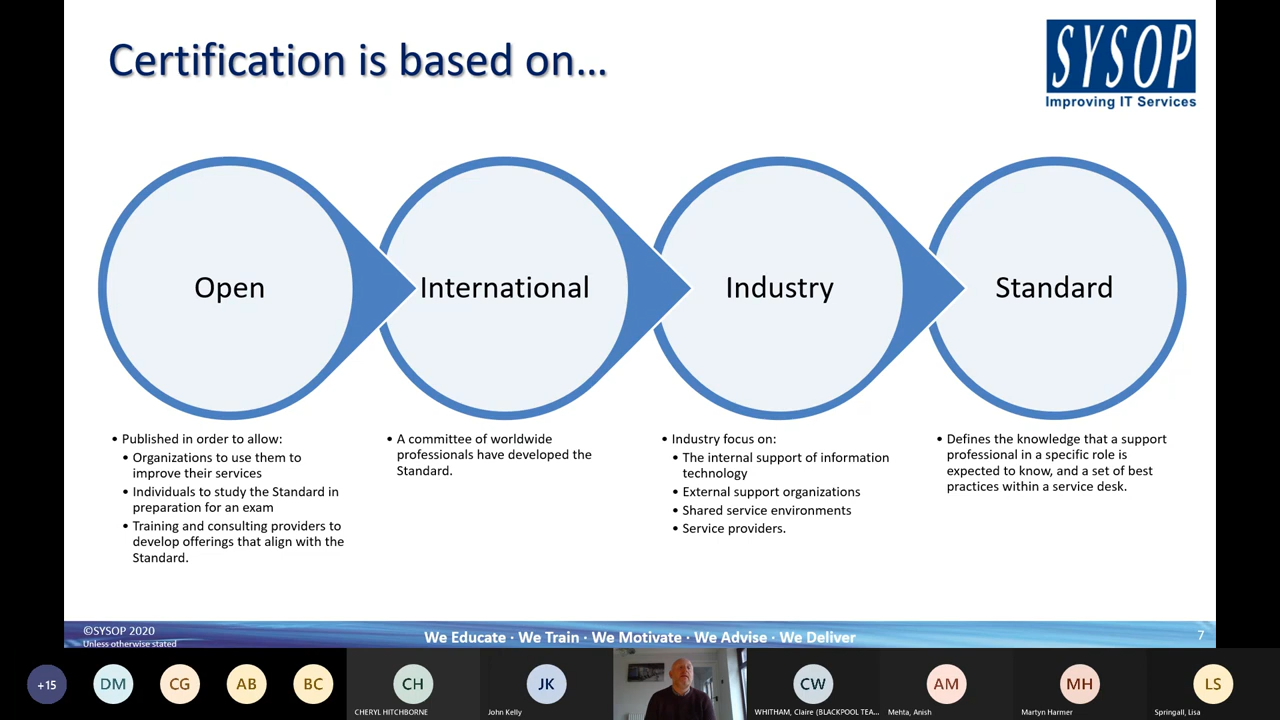 Certification is based on...
SYSOP
Improving IT Services
Open
International
Industry
Standard
• Published in order to allow:
• Organizations to use them to
improve their services
• Individuals to study the Standard in
preparation for an exam
• Training and consulting providers to
develop offerings that align with the
Standard.
• A committee of worldwide
professionals have developed the
Standard.
• Industry focus on:
• The internal support of information
technology
• External support organizations
• Shared service environments
• Service providers.
• Defines the knowledge that a support
professional in a specific role is
expected to know, and a set of best
practices within a service desk.
©SYSOP 2020
Unless otherwise stated
We Educate · We Train · We Motivate · We Advise · We Deliver
7
+15
DM
CG
AB
BC
CH
CHERYL HITCHBORNE
JK
John Kelly
CW
WHITHAM, Claire (BLACKPOOL TEA...
AM
Mehta, Anish
MH
Martyn Harmer
LS
Springall, Lisa